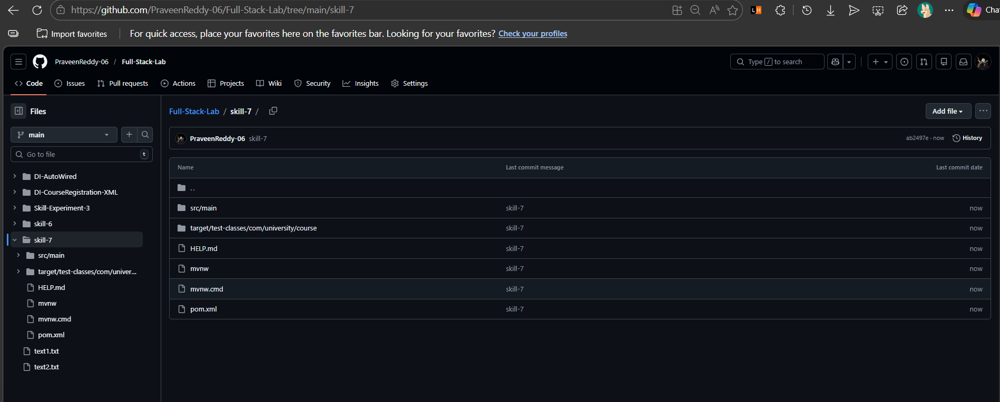 https://github.com/PraveenReddy-06/Full-Stack-Lab/tree/main/skill-7
LH
Cha
Import favorites
For quick access, place your favorites here on the favorites bar. Looking for your favorites? Check your profiles
PraveenReddy-06 / Full-Stack-Lab
Type / to search
Code
Issues
Pull requests
Actions
Projects
Wiki
Security
Insights
Settings
Files
main
Go to file
t
DI-AutoWired
DI-CourseRegistration-XML
Skill-Experiment-3
skill-6
skill-7
src/main
target/test-classes/com/univer...
HELP.md
mvnw
mvnw.cmd
pom.xml
text1.txt
text2.txt
Full-Stack-Lab / skill-7 /
Add file
PraveenReddy-06 skill-7
ab2497e · now
History
Name Last commit message Last commit date
..
src/main skill-7 now
target/test-classes/com/university/course skill-7 now
HELP.md skill-7 now
mvnw skill-7 now
mvnw.cmd skill-7 now
pom.xml skill-7 now